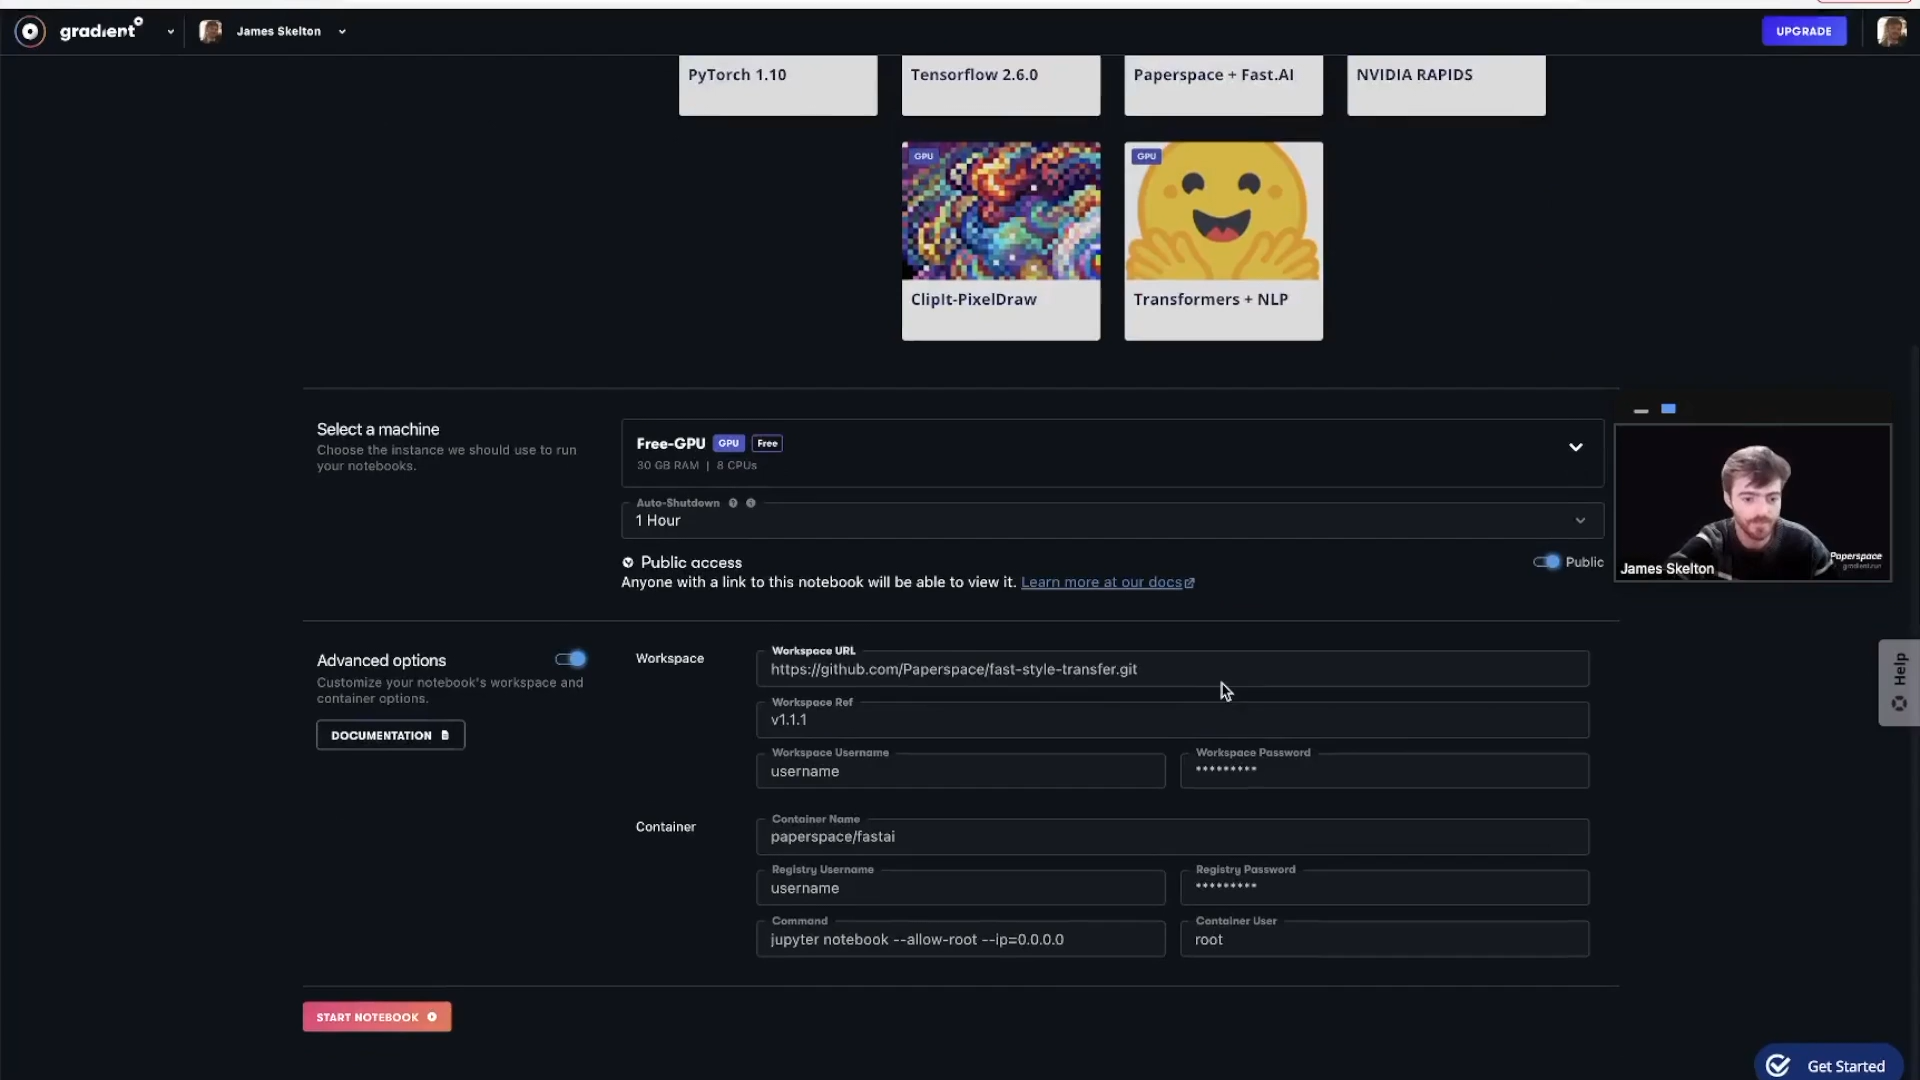 gradient
James Skelton
UPGRADE
PyTorch 1.10
Tensorflow 2.6.0
Paperspace + Fast.AI
NVIDIA RAPIDS
GPU
GPU
ClipIt-PixelDraw
Transformers + NLP
Select a machine
Choose the instance we should use to run
your notebooks.
Free-GPU GPU Free
30 GB RAM | 8 CPUs
Auto-Shutdown
1 Hour
Public access
Public
Anyone with a link to this notebook will be able to view it. Learn more at our docs
Paperspace
gradient.run
James Skelton
Advanced options
Customize your notebook's workspace and
container options.
DOCUMENTATION
Workspace
Workspace URL
https://github.com/Paperspace/fast-style-transfer.git
Workspace Ref
v1.1.1
Workspace Username
username
Workspace Password
*********
Container
Container Name
paperspace/fastai
Registry Username
username
Registry Password
*********
Command
jupyter notebook --allow-root --ip=0.0.0.0
Container User
root
START NOTEBOOK
Help
Get Started